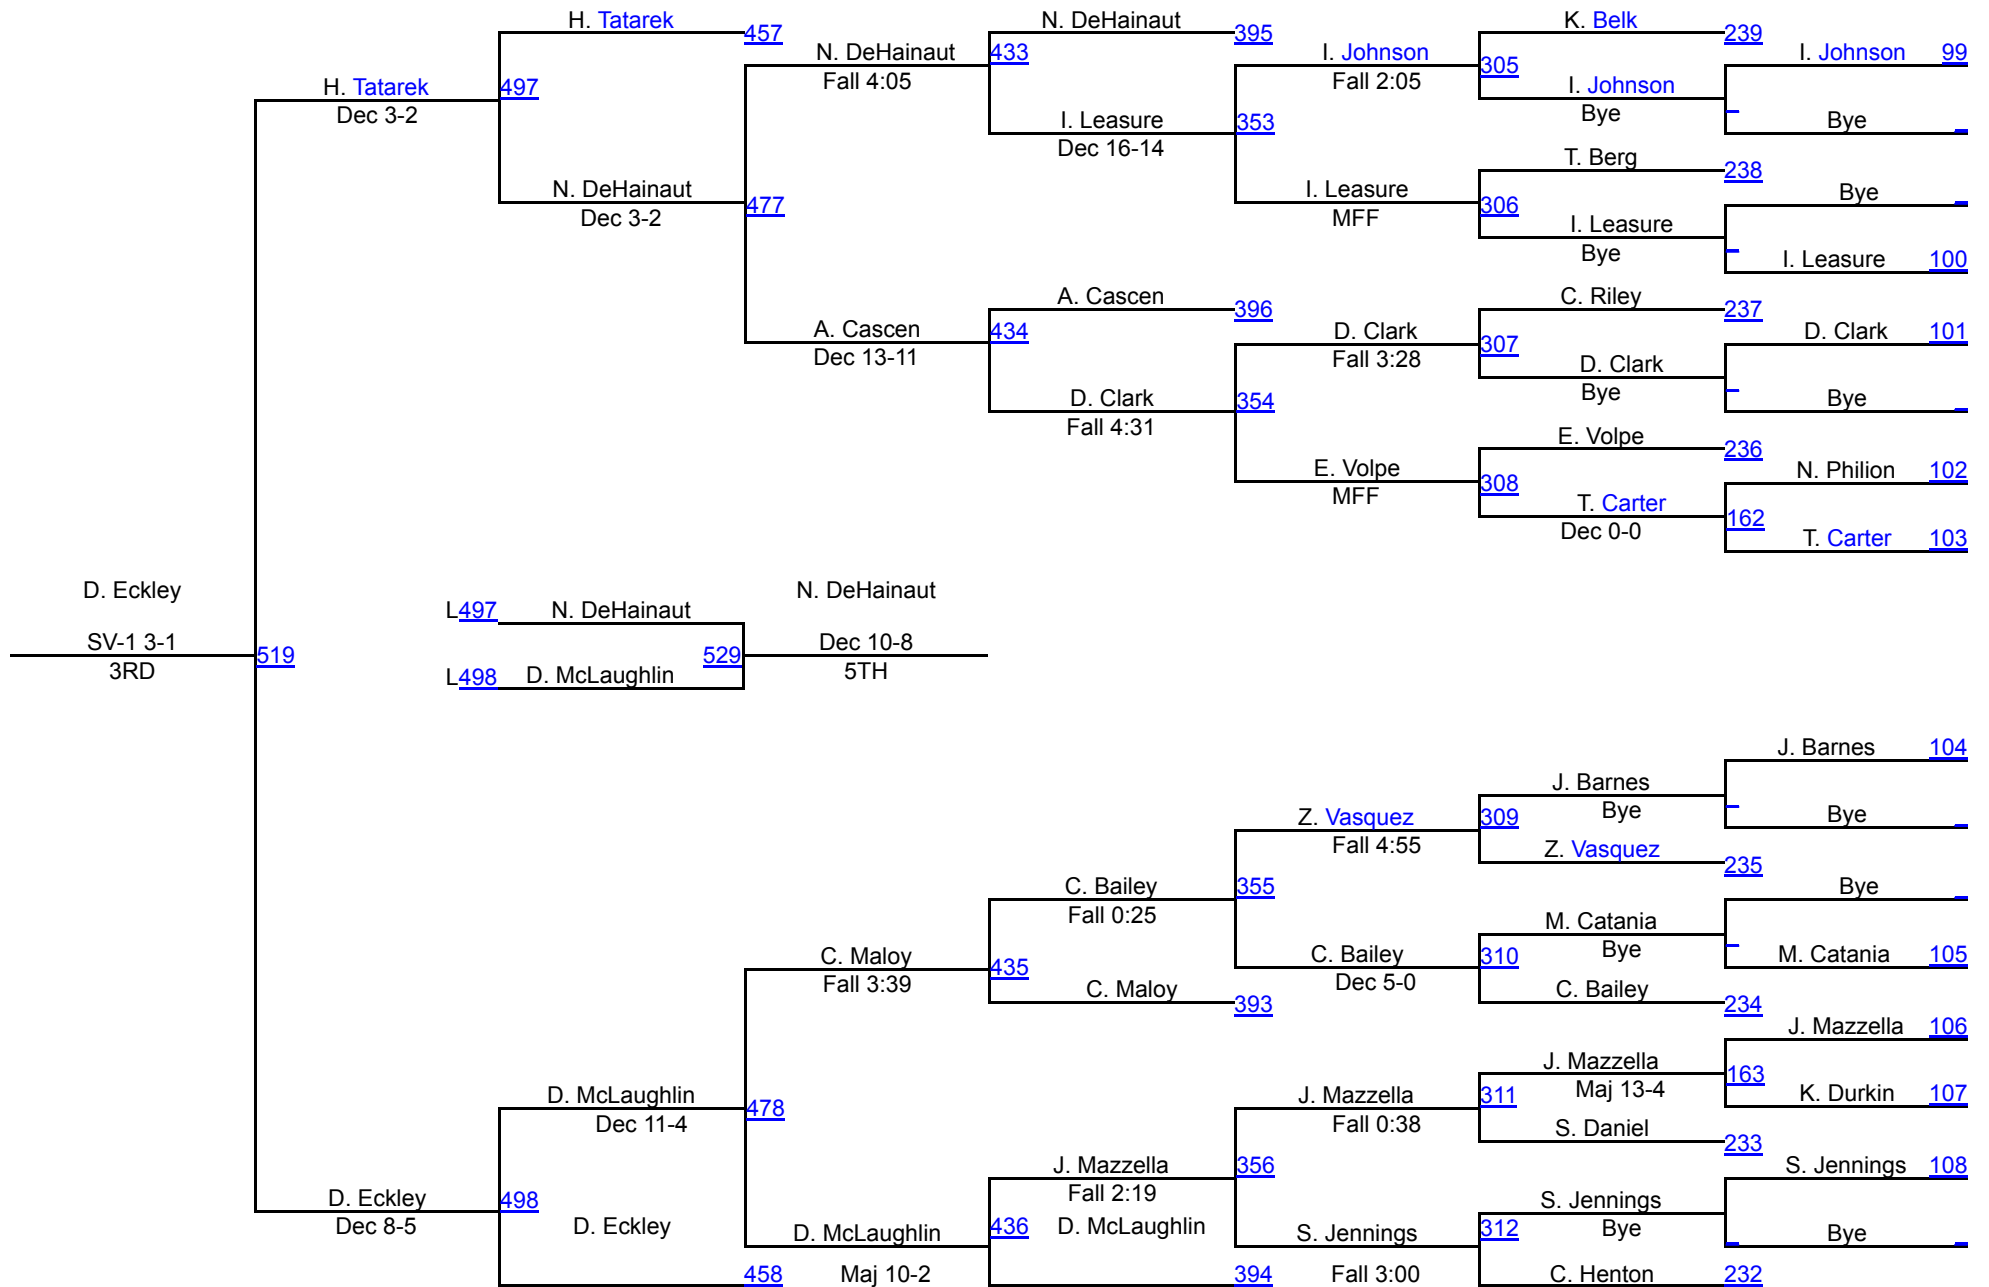 H. Tatarek
457
H. Tatarek
Dec 3-2
497
N. DeHainaut
Dec 3-2
477
N. DeHainaut
Fall 4:05
433
N. DeHainaut
395
I. Leasure
Dec 16-14
353
I. Johnson
Fall 2:05
305
K. Belk
239
I. Johnson
Bye
I. Johnson 99
Bye
I. Leasure
MFF
306
T. Berg
238
I. Leasure
Bye
Bye
I. Leasure 100
A. Cascen
Dec 13-11
434
A. Cascen
396
D. Clark
Fall 4:31
354
D. Clark
Fall 3:28
307
C. Riley
237
D. Clark
Bye
D. Clark 101
Bye
E. Volpe
MFF
308
E. Volpe
236
T. Carter
Dec 0-0
162
N. Philion 102
T. Carter 103
D. Eckley
SV-1 3-1
3RD
519
L497 N. DeHainaut
L498 D. McLaughlin
529
N. DeHainaut
Dec 10-8
5TH
J. Barnes 104
Bye
J. Barnes
Bye
Z. Vasquez
Fall 4:55
309
Z. Vasquez
235
C. Bailey
Fall 0:25
355
Bye
M. Catania 105
M. Catania
Bye
C. Bailey
Dec 5-0
310
C. Bailey
234
C. Maloy
Fall 3:39
435
C. Maloy
393
J. Mazzella 106
K. Durkin 107
J. Mazzella
Maj 13-4
163
J. Mazzella
Fall 0:38
311
S. Daniel
233
D. McLaughlin
Dec 11-4
478
J. Mazzella
Fall 2:19
356
S. Jennings 108
Bye
S. Jennings
Bye
S. Jennings
Fall 3:00
312
C. Henton
232
D. Eckley
Dec 8-5
498
D. Eckley
458
D. McLaughlin
Maj 10-2
436
D. McLaughlin
394